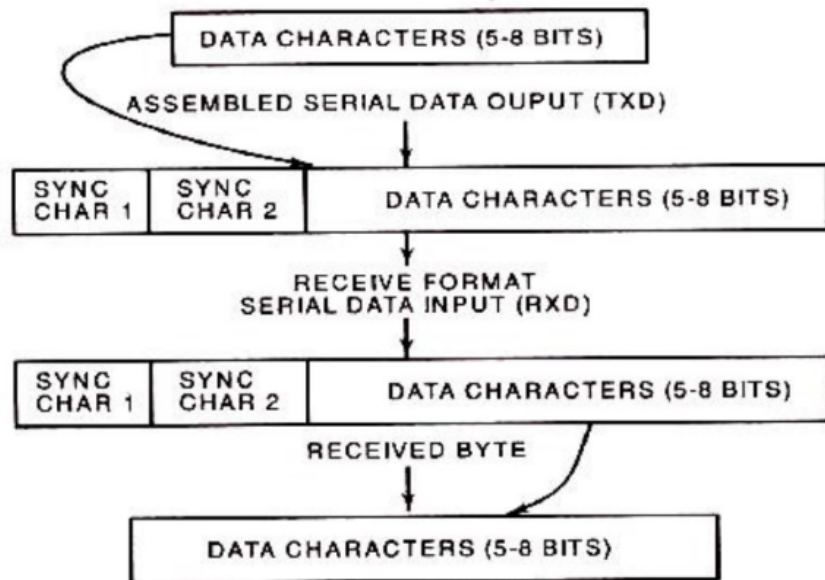 DATA CHARACTERS (5-8 BITS)
ASSEMBLED SERIAL DATA OUPUT (TXD)
SYNC
CHAR 1
SYNC
CHAR 2
DATA CHARACTERS (5-8 BITS)
RECEIVE FORMAT
SERIAL DATA INPUT (RXD)
SYNC
CHAR 1
SYNC
CHAR 2
DATA CHARACTERS (5-8 BITS)
RECEIVED BYTE
DATA CHARACTERS (5-8 BITS)